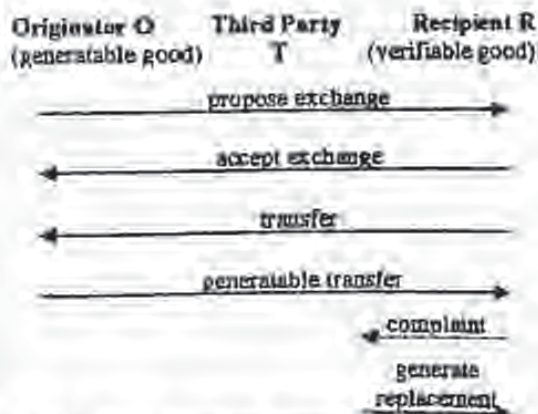 Originator O Third Party Recipient R
(generatable good) T (verifiable good)
propose exchange
accept exchange
transfer
generatable transfer
complaint
generate
replacement